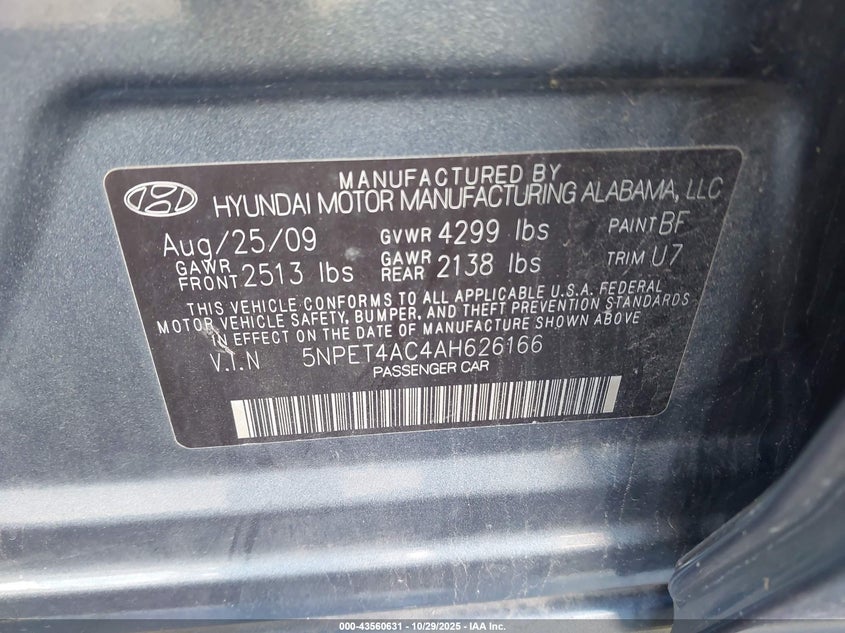 MANUFACTURED BY
HYUNDAI MOTOR MANUFACTURING ALABAMA, LLC
Aug/25/09 GVWR 4299 lbs PAINT BF
GAWR FRONT 2513 lbs GAWR REAR 2138 lbs TRIM U7
THIS VEHICLE CONFORMS TO ALL APPLICABLE U.S.A. FEDERAL
MOTOR VEHICLE SAFETY, BUMPER, AND THEFT PREVENTION STANDARDS
IN EFFECT ON THE DATE OF MANUFACTURE SHOWN ABOVE
V.I.N 5NPET4AC4AH626166
PASSENGER CAR
000-43560631 - 10/29/2025 - IAA Inc.